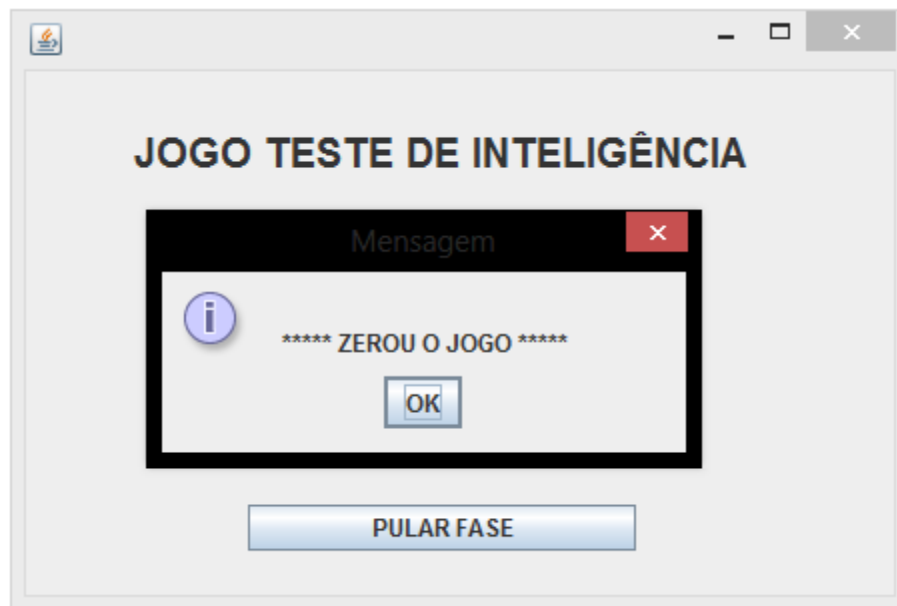 JOGO TESTE DE INTELIGÊNCIA
Mensagem
***** ZEROU O JOGO *****
OK
PULAR FASE